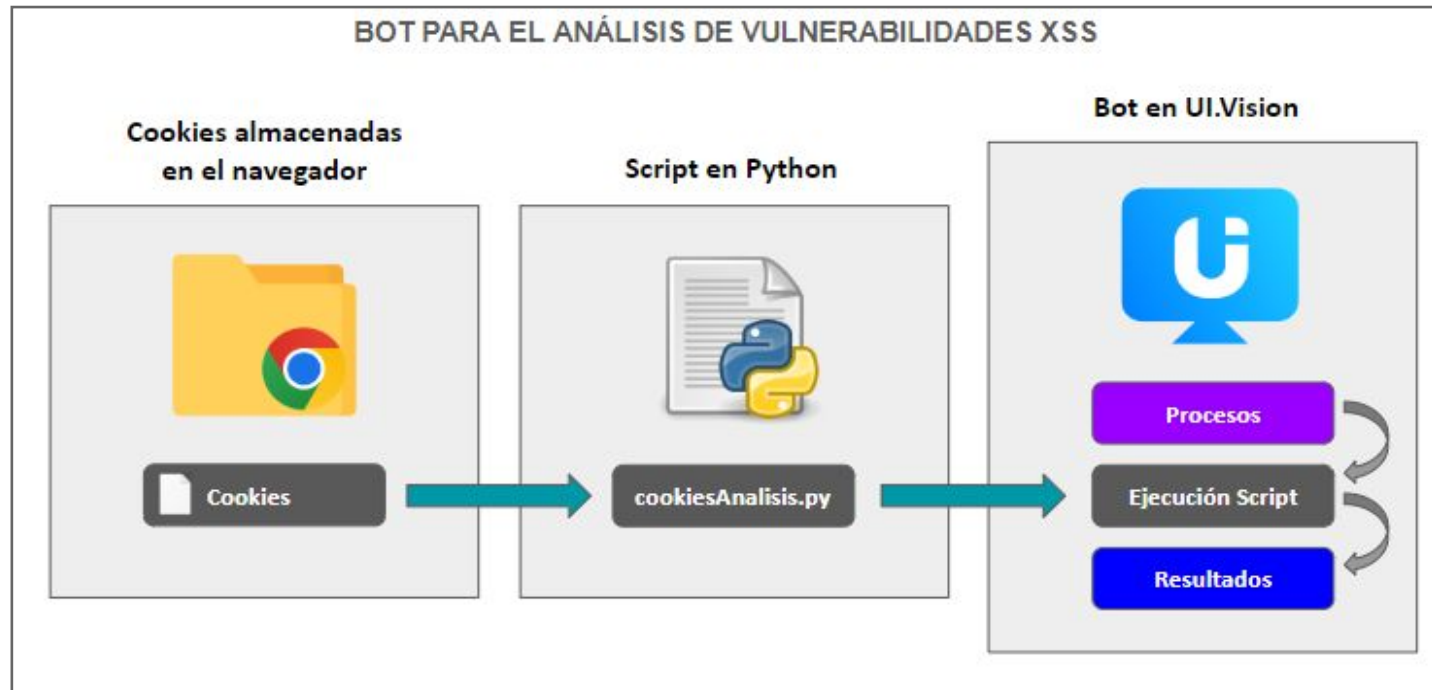 BOT PARA EL ANÁLISIS DE VULNERABILIDADES XSS
Cookies almacenadas
en el navegador
Cookies
Script en Python
cookiesAnalisis.py
Bot en UI.Vision
Procesos
Ejecución Script
Resultados